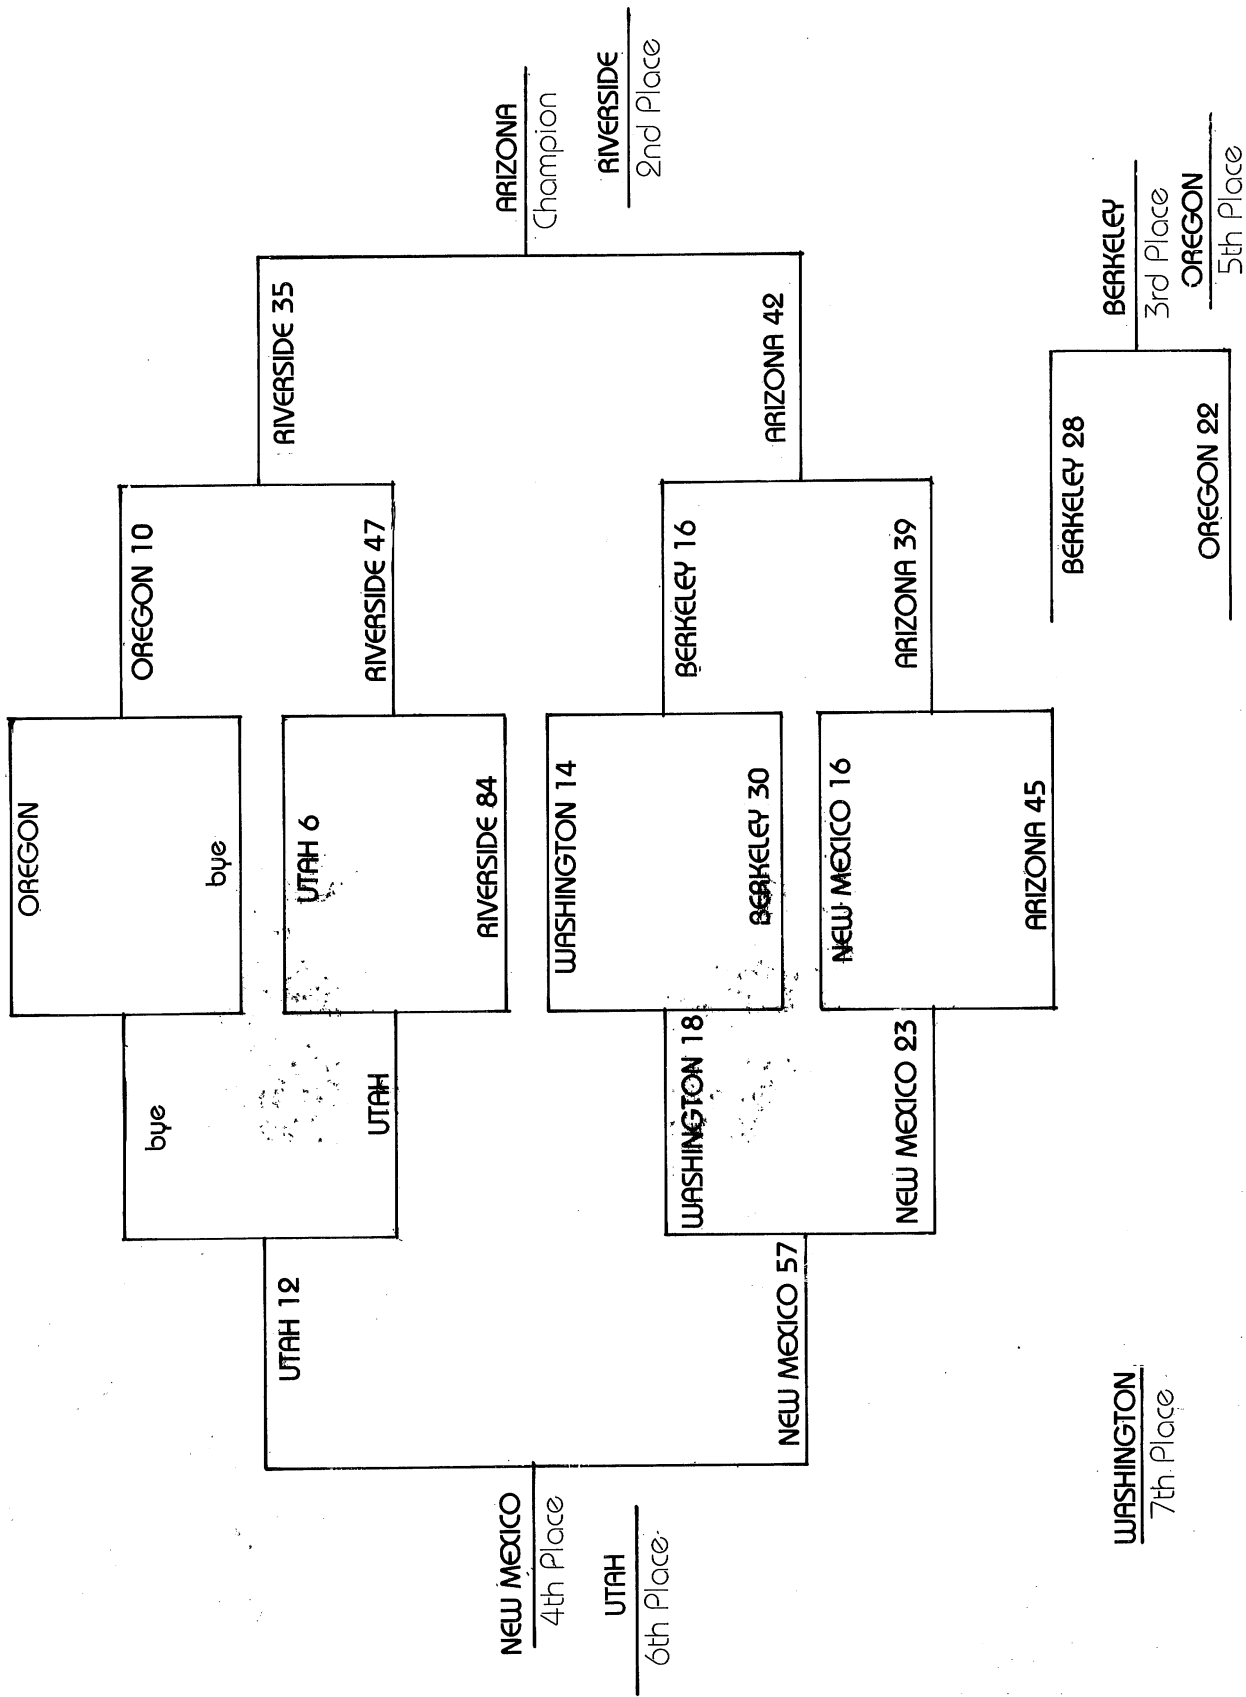 OREGON
bye
UTAH 6
RIVERSIDE 84
WASHINGTON 14
BERKELEY 30
NEW MEXICO 16
ARIZONA 45
OREGON 10
RIVERSIDE 47
BERKELEY 16
ARIZONA 39
RIVERSIDE 35
ARIZONA 42
ARIZONA
Champion
RIVERSIDE
2nd Place
BERKELEY 28
OREGON 22
BERKELEY
3rd Place
OREGON
5th Place
bye
UTAH
WASHINGTON 18
NEW MEXICO 23
UTAH 12
NEW MEXICO 57
NEW MEXICO
4th Place
UTAH
6th Place
WASHINGTON
7th Place